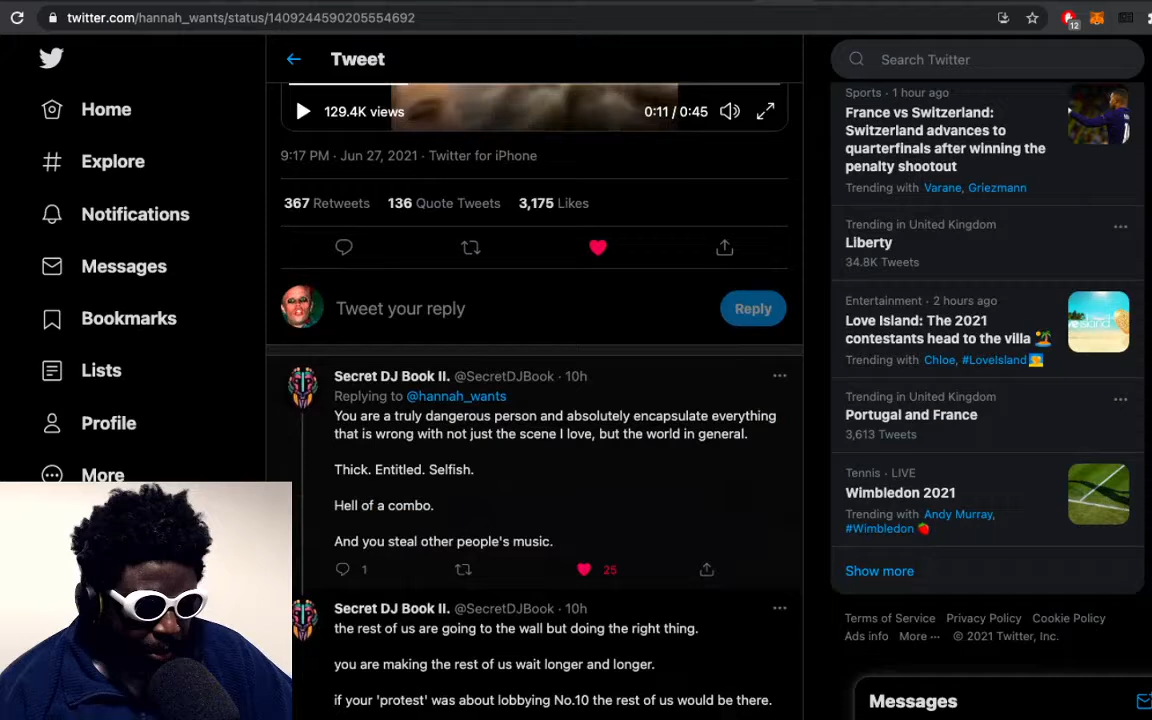 twitter.com/hannah_wants/status/1409244590205554692
12
Tweet
Search Twitter
Home
Explore
Notifications
Messages
Bookmarks
Lists
Profile
More
129.4K views
0:11 / 0:45
9:17 PM · Jun 27, 2021 · Twitter for iPhone
367 Retweets 136 Quote Tweets 3,175 Likes
Tweet your reply
Reply
Secret DJ Book II. @SecretDJBook · 10h
Replying to @hannah_wants
You are a truly dangerous person and absolutely encapsulate everything
that is wrong with not just the scene I love, but the world in general.
Thick. Entitled. Selfish.
Hell of a combo.
And you steal other people's music.
1
25
Secret DJ Book II. @SecretDJBook · 10h
the rest of us are going to the wall but doing the right thing.
you are making the rest of us wait longer and longer.
if your 'protest' was about lobbying No.10 the rest of us would be there.
Sports · 1 hour ago
France vs Switzerland:
Switzerland advances to
quarterfinals after winning the
penalty shootout
Trending with Varane, Griezmann
Trending in United Kingdom
Liberty
34.8K Tweets
Entertainment · 2 hours ago
Love Island: The 2021
contestants head to the villa 🏝️
Trending with Chloe, #LoveIsland
Trending in United Kingdom
Portugal and France
3,613 Tweets
Tennis · LIVE
Wimbledon 2021
Trending with Andy Murray,
#Wimbledon 🍓
Show more
Terms of Service Privacy Policy Cookie Policy
Ads info More ··· © 2021 Twitter, Inc.
Messages